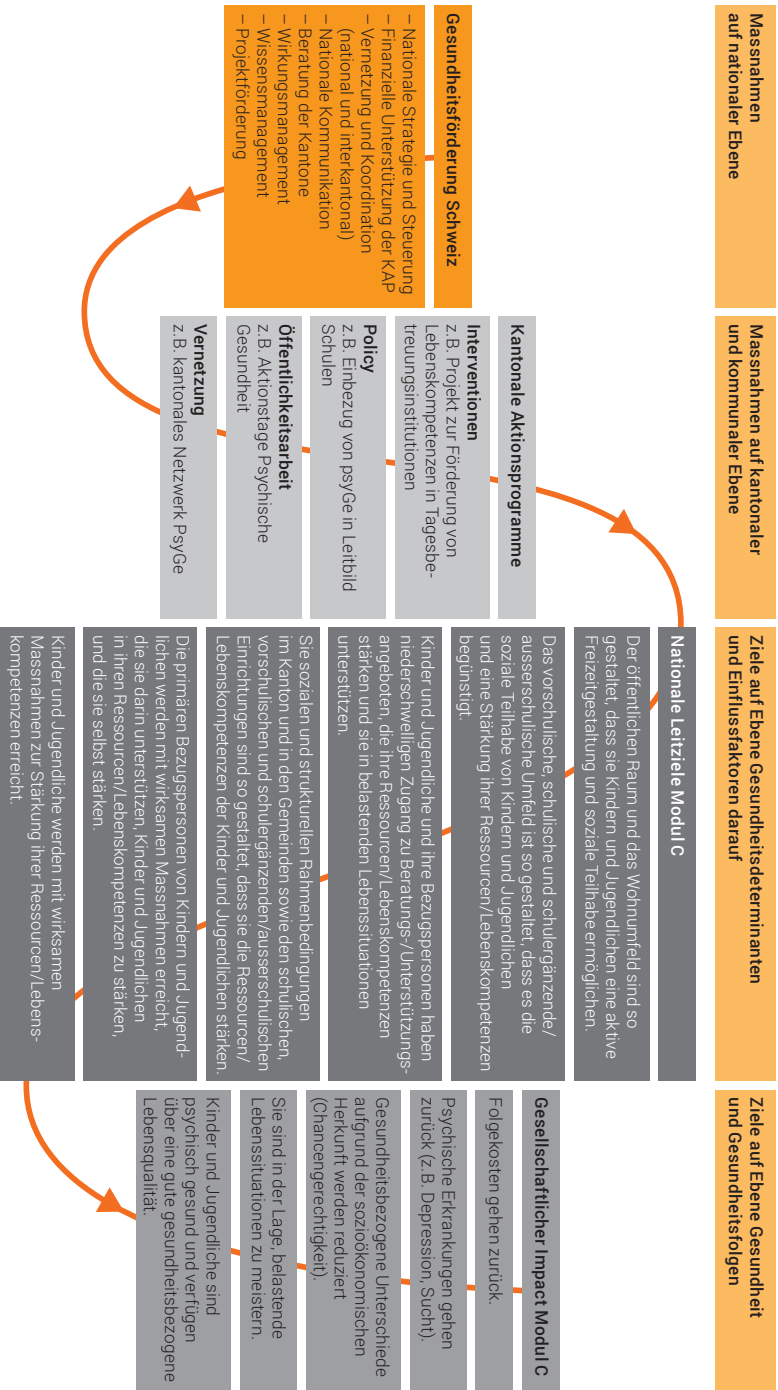 Massnahmen
auf nationaler Ebene
Gesundheitsförderung Schweiz
– Nationale Strategie und Steuerung
– Finanzielle Unterstützung der KAP
– Vernetzung und Koordination
(national und interkantonal)
– Nationale Kommunikation
– Beratung der Kantone
– Wirkungsmanagement
– Wissensmanagement
– Projektförderung
Massnahmen auf kantonaler
und kommunaler Ebene
Kantonale Aktionsprogramme
Interventionen
z.B. Projekt zur Förderung von
Lebenskompetenzen in Tagesbe-
treuungsinstitutionen
Policy
z.B. Einbezug von psyGe in Leitbild
Schulen
Öffentlichkeitsarbeit
z.B. Aktionstage Psychische
Gesundheit
Vernetzung
z.B. kantonales Netzwerk PsyGe
Ziele auf Ebene Gesundheitsdeterminanten
und Einflussfaktoren darauf
Nationale Leitziele Modul C
Der öffentlichen Raum und das Wohnumfeld sind so
gestaltet, dass sie Kindern und Jugendlichen eine aktive
Freizeitgestaltung und soziale Teilhabe ermöglichen.
Das vorschulische, schulische und schulergänzende/
ausserschulische Umfeld ist so gestaltet, dass es die
soziale Teilhabe von Kindern und Jugendlichen
und eine Stärkung ihrer Ressourcen/Lebenskompetenzen
begünstigt.
Kinder und Jugendliche und ihre Bezugspersonen haben
niederschwelligen Zugang zu Beratungs-/Unterstützungs-
angeboten, die ihre Ressourcen/Lebenskompetenzen
stärken und sie in belastenden Lebenssituationen
unterstützen.
Sie sozialen und strukturellen Rahmenbedingungen
im Kanton und in den Gemeinden sowie den schulischen,
vorschulischen und schulergänzenden/ausserschulischen
Einrichtungen sind so gestaltet, dass sie die Ressourcen/
Lebenskompetenzen der Kinder und Jugendlichen stärken.
Die primären Bezugspersonen von Kindern und Jugend-
lichen werden mit wirksamen Massnahmen erreicht,
die sie darin unterstützen, Kinder und Jugendlichen
in ihren Ressourcen/Lebenskompetenzen zu stärken,
und die sie selbst stärken.
Kinder und Jugendliche werden mit wirksamen
Massnahmen zur Stärkung ihrer Ressourcen/Lebens-
kompetenzen erreicht.
Ziele auf Ebene Gesundheit
und Gesundheitsfolgen
Gesellschaftlicher Impact Modul C
Folgekosten gehen zurück.
Psychische Erkrankungen gehen
zurück (z.B. Depression, Sucht).
Gesundheitsbezogene Unterschiede
aufgrund der sozioökonomischen
Herkunft werden reduziert
(Chancengerechtigkeit).
Sie sind in der Lage, belastende
Lebenssituationen zu meistern.
Kinder und Jugendliche sind
psychisch gesund und verfügen
über eine gute gesundheitsbezogene
Lebensqualität.